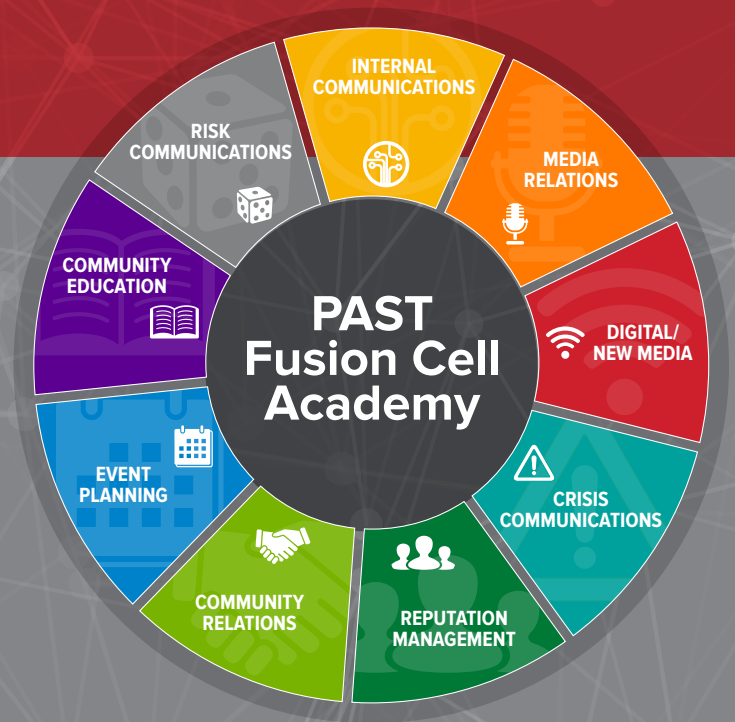 PAST
Fusion Cell
Academy
INTERNAL
COMMUNICATIONS
MEDIA
RELATIONS
DIGITAL/
NEW MEDIA
CRISIS
COMMUNICATIONS
REPUTATION
MANAGEMENT
COMMUNITY
RELATIONS
EVENT
PLANNING
COMMUNITY
EDUCATION
RISK
COMMUNICATIONS